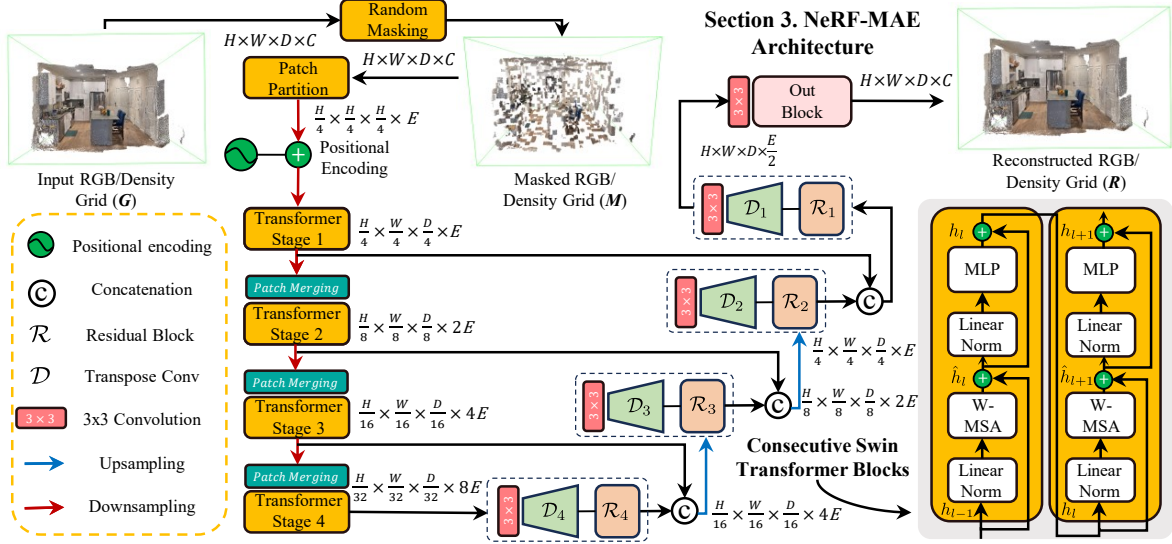 Random
Masking
H×W×D×C
Patch
Partition
H×W×D×C
H/4 × H/4 × H/4 × E
Positional
Encoding
Input RGB/Density
Grid (G)
Masked RGB/
Density Grid (M)
Section 3. NeRF-MAE
Architecture
3 × 3
Out
Block
H×W×D×C
H×W×D×E/2
Reconstructed RGB/
Density Grid (R)
Positional encoding
C
Concatenation
R
Residual Block
D
Transpose Conv
3 × 3
3x3 Convolution
Upsampling
Downsampling
Transformer
Stage 1
H/4 × W/4 × D/4 × E
Patch Merging
Transformer
Stage 2
H/8 × W/8 × D/8 × 2E
Patch Merging
Transformer
Stage 3
H/16 × W/16 × D/16 × 4E
Patch Merging
H/32 × W/32 × D/32 × 8E
Transformer
Stage 4
3 × 3
D1
R1
3 × 3
D2
R2
C
H/4 × W/4 × D/4 × E
3 × 3
D3
R3
C
H/8 × W/8 × D/8 × 2E
3 × 3
D4
R4
C
H/16 × W/16 × D/16 × 4E
Consecutive Swin
Transformer Blocks
hl
MLP
Linear
Norm
ĥl
W-
MSA
Linear
Norm
hl−1
hl+1
MLP
Linear
Norm
ĥl+1
W-
MSA
Linear
Norm
hl